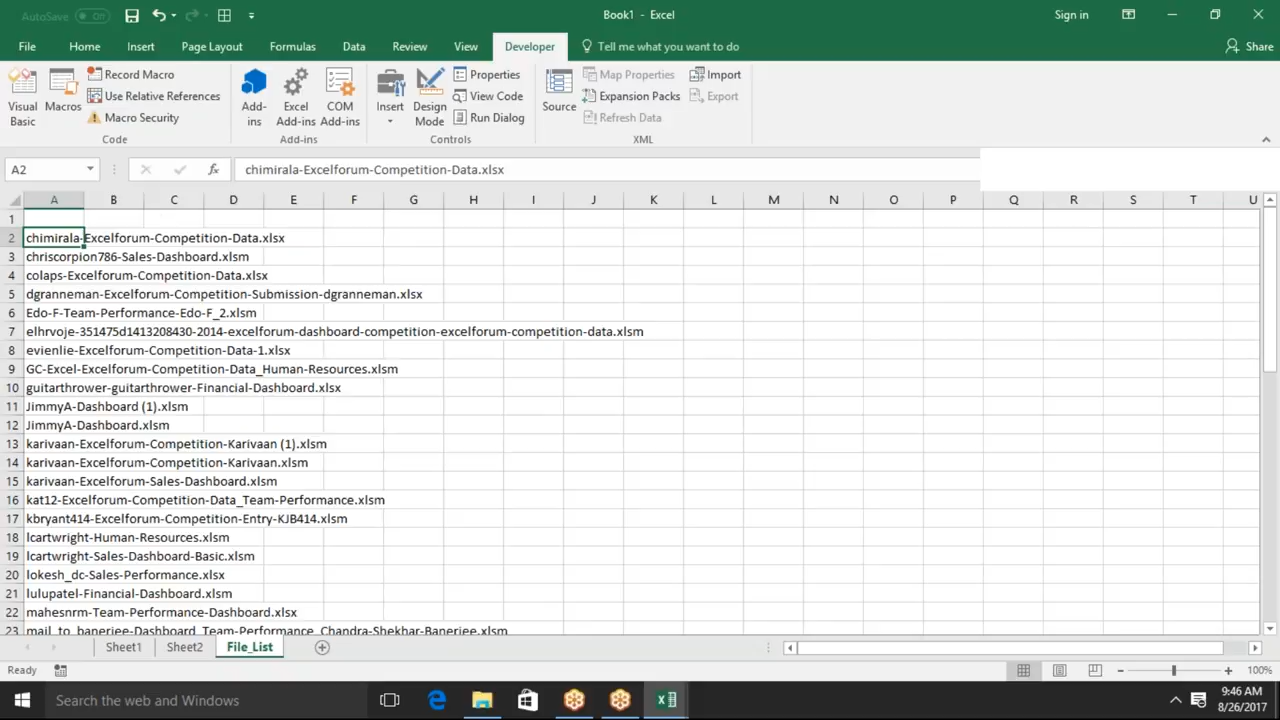 AutoSave Off Book1 - Excel Sign in
File Home Insert Page Layout Formulas Data Review View Developer Tell me what you want to do Share
Visual Basic
Macros
Record Macro
Use Relative References
Macro Security
Code
Add-ins
Excel Add-ins
COM Add-ins
Add-ins
Insert
Design Mode
Properties
View Code
Run Dialog
Controls
Source
Map Properties
Expansion Packs
Refresh Data
Import
Export
XML
A2 fx chimirala-Excelforum-Competition-Data.xlsx
A B C D E F G H I J K L M N O P Q R S T U
1
2 chimirala-Excelforum-Competition-Data.xlsx
3 chriscorpion786-Sales-Dashboard.xlsm
4 colaps-Excelforum-Competition-Data.xlsx
5 dgranneman-Excelforum-Competition-Submission-dgranneman.xlsx
6 Edo-F-Team-Performance-Edo-F_2.xlsm
7 elhrvoje-351475d1413208430-2014-excelforum-dashboard-competition-excelforum-competition-data.xlsm
8 evienlie-Excelforum-Competition-Data-1.xlsx
9 GC-Excel-Excelforum-Competition-Data_Human-Resources.xlsm
10 guitarthrower-guitarthrower-Financial-Dashboard.xlsx
11 JimmyA-Dashboard (1).xlsm
12 JimmyA-Dashboard.xlsm
13 karivaan-Excelforum-Competition-Karivaan (1).xlsm
14 karivaan-Excelforum-Competition-Karivaan.xlsm
15 karivaan-Excelforum-Sales-Dashboard.xlsm
16 kat12-Excelforum-Competition-Data_Team-Performance.xlsm
17 kbryant414-Excelforum-Competition-Entry-KJB414.xlsm
18 lcartwright-Human-Resources.xlsm
19 lcartwright-Sales-Dashboard-Basic.xlsm
20 lokesh_dc-Sales-Performance.xlsx
21 lulupatel-Financial-Dashboard.xlsm
22 mahesnrm-Team-Performance-Dashboard.xlsx
23 mail_to_banerjee-Dashboard_Team-Performance_Chandra-Shekhar-Banerjee.xlsm
Sheet1 Sheet2 File_List
Ready 100%
Search the web and Windows
9:46 AM
8/26/2017